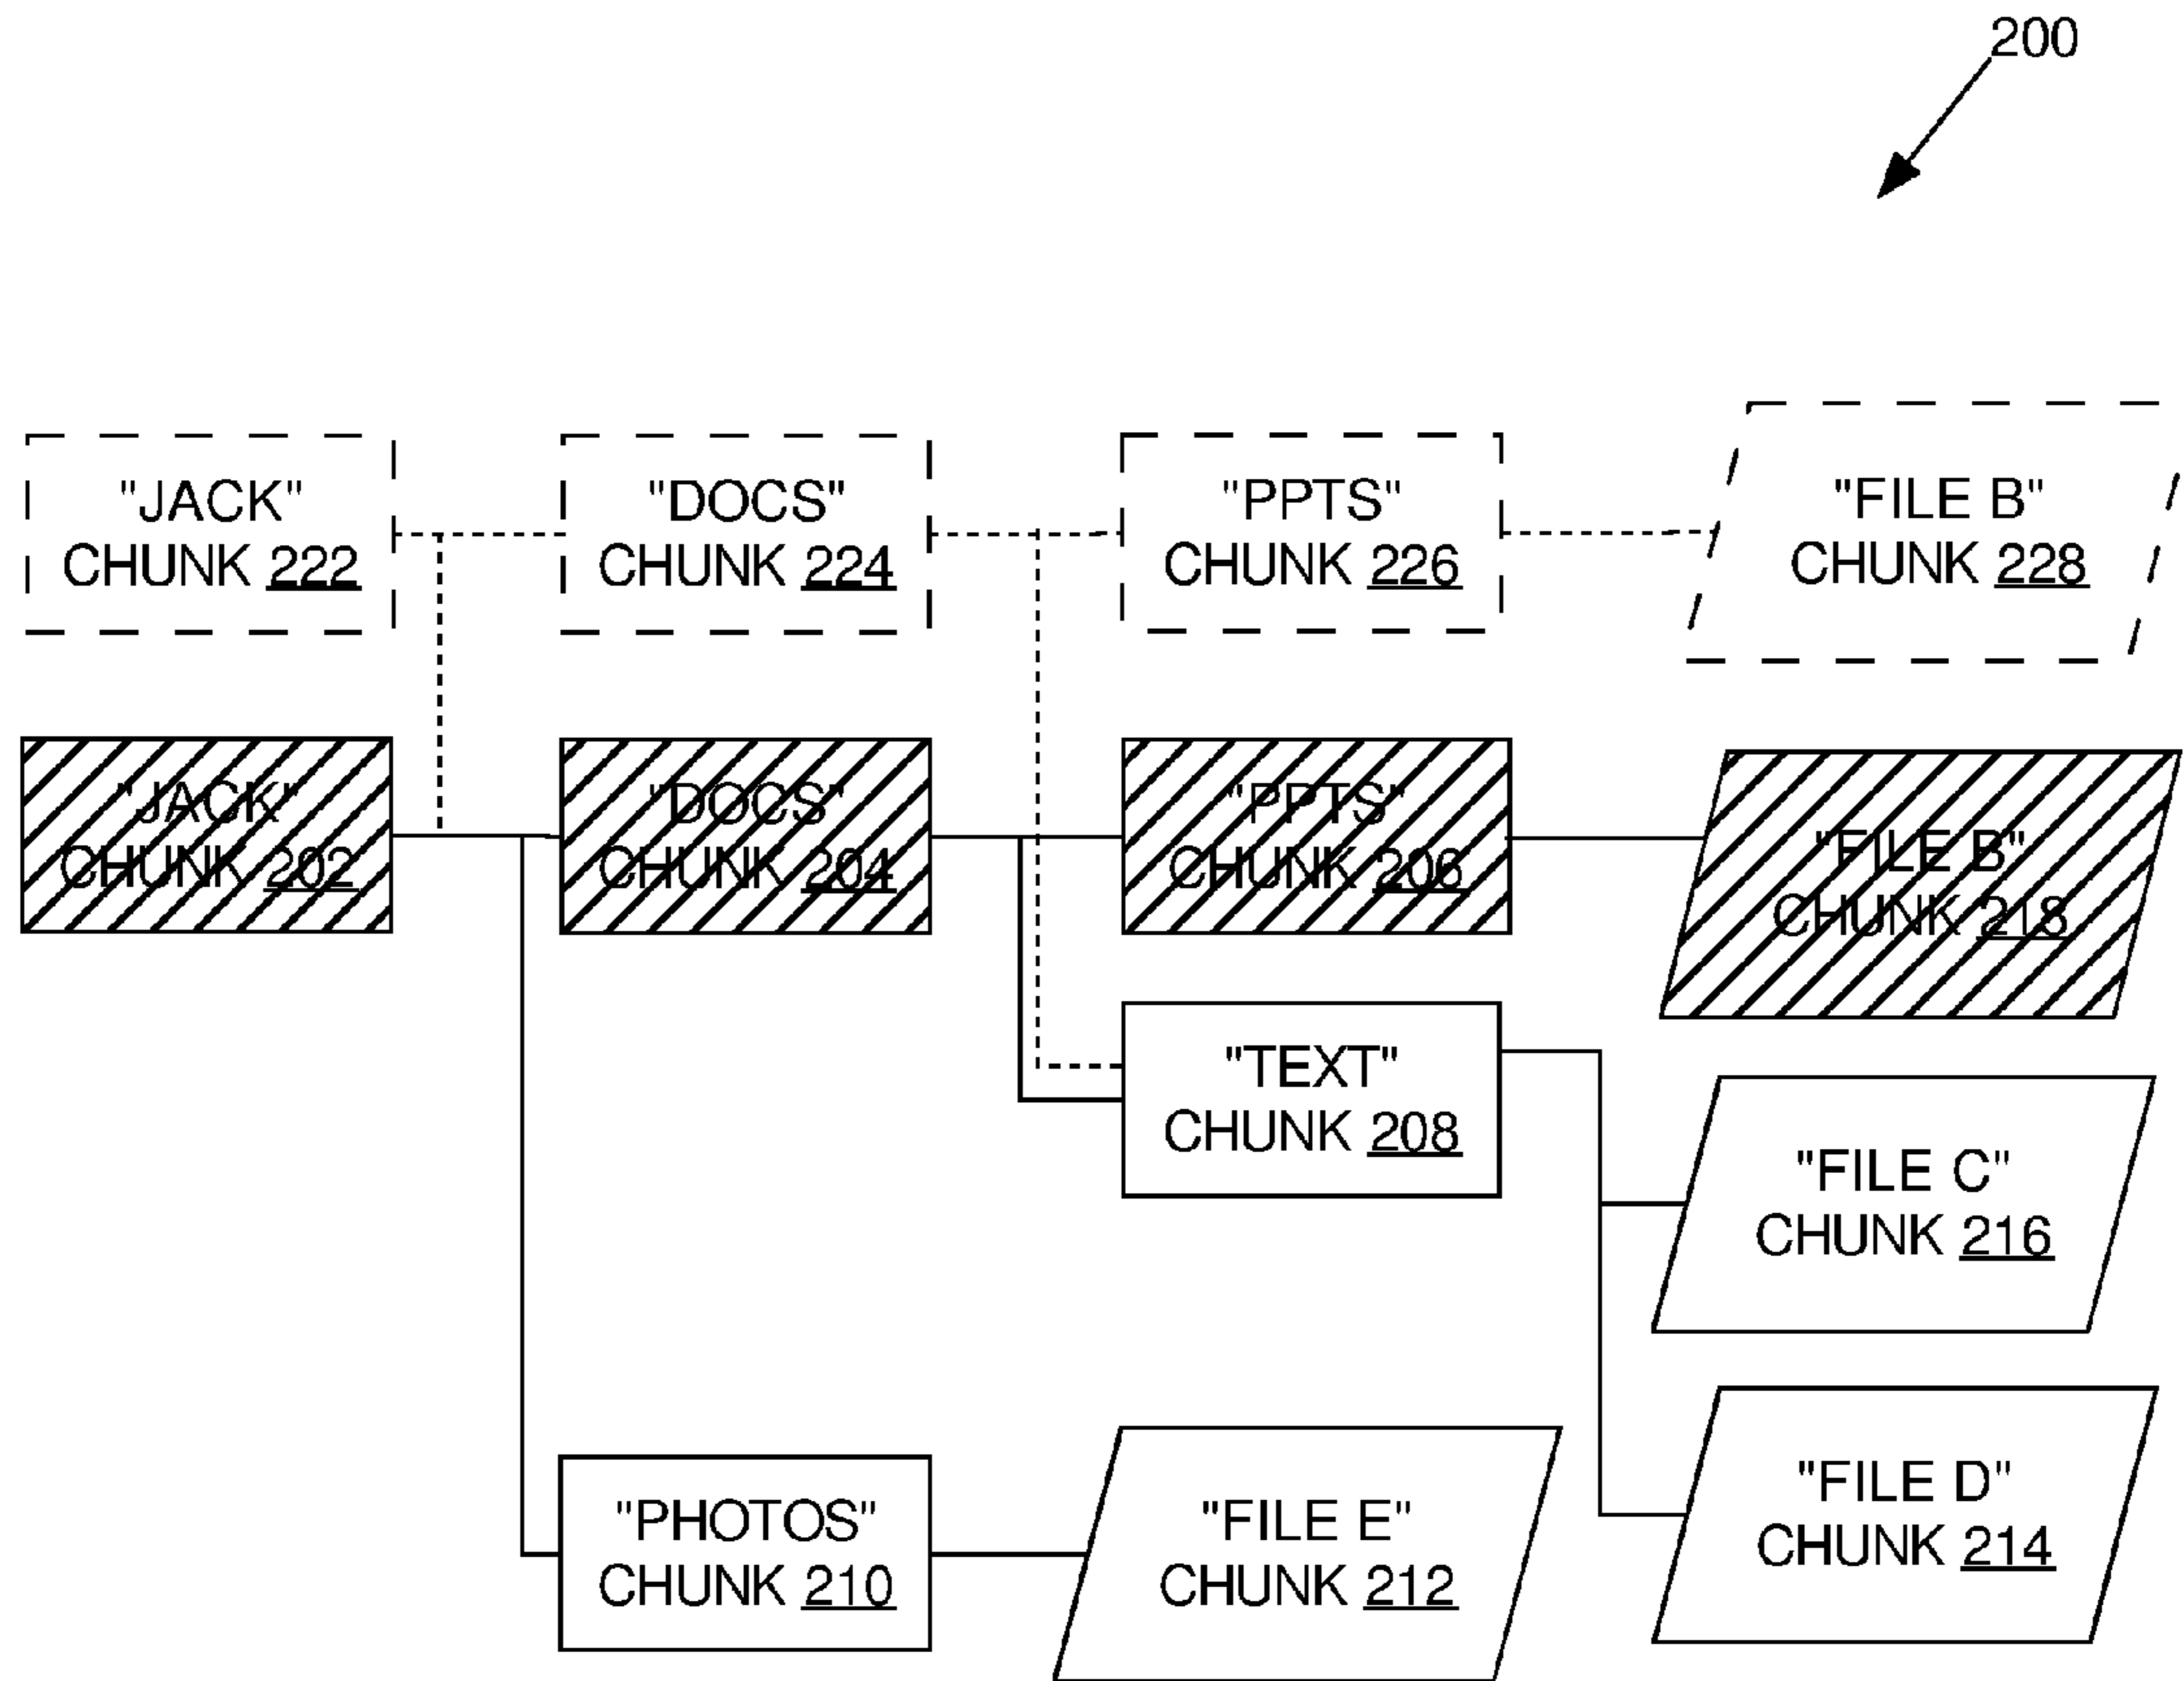 200
"JACK"
CHUNK 222
"DOCS"
CHUNK 224
"PPTS"
CHUNK 226
"FILE B"
CHUNK 228
"JACK"
CHUNK 202
"DOCS"
CHUNK 204
"PPTS"
CHUNK 206
"FILE B"
CHUNK 218
"TEXT"
CHUNK 208
"FILE C"
CHUNK 216
"PHOTOS"
CHUNK 210
"FILE E"
CHUNK 212
"FILE D"
CHUNK 214